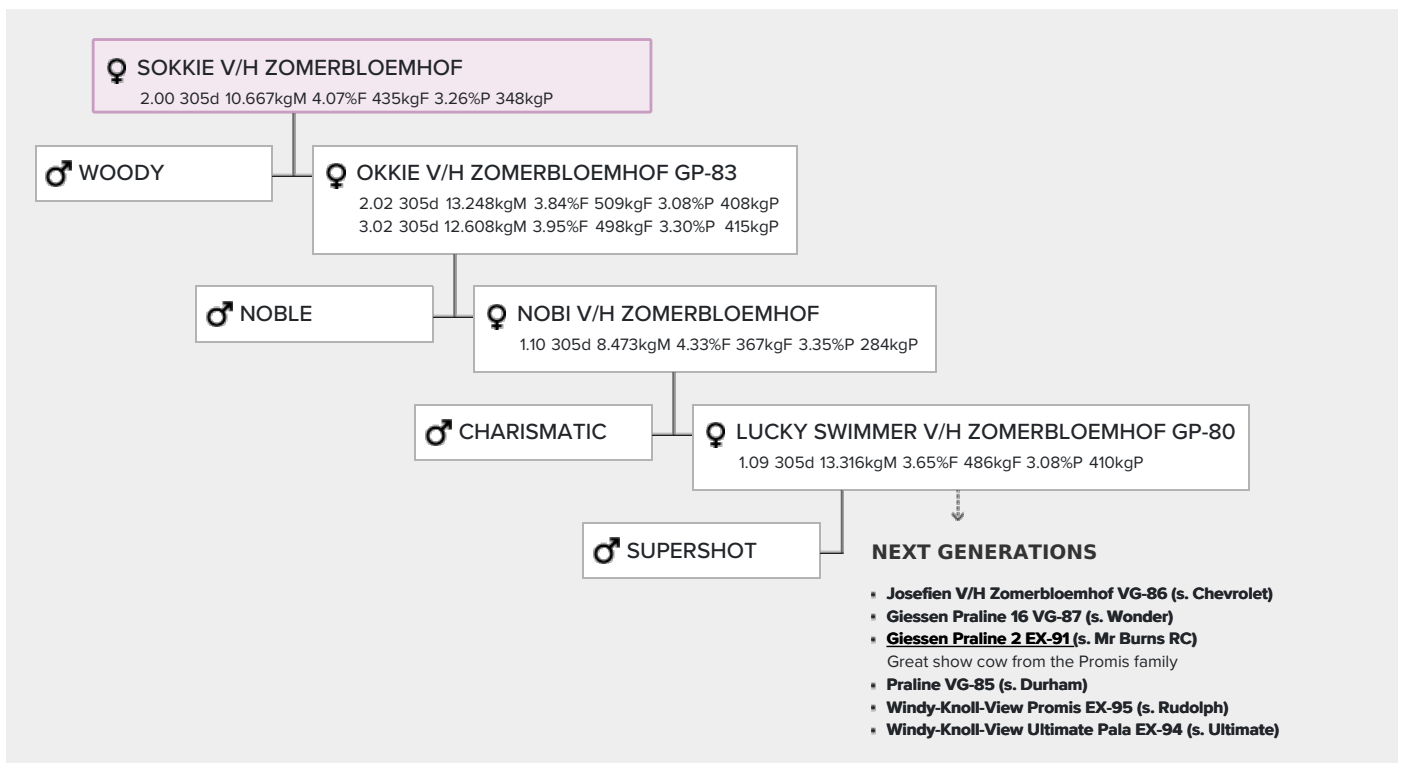 SOKKIE V/H ZOMERBLOEMHOF
2.00 305d 10.667kgM 4.07%F 435kgF 3.26%P 348kgP
WOODY
OKKIE V/H ZOMERBLOEMHOF GP-83
2.02 305d 13.248kgM 3.84%F 509kgF 3.08%P 408kgP
3.02 305d 12.608kgM 3.95%F 498kgF 3.30%P 415kgP
NOBLE
NOBI V/H ZOMERBLOEMHOF
1.10 305d 8.473kgM 4.33%F 367kgF 3.35%P 284kgP
CHARISMATIC
LUCKY SWIMMER V/H ZOMERBLOEMHOF GP-80
1.09 305d 13.316kgM 3.65%F 486kgF 3.08%P 410kgP
SUPERSHOT
NEXT GENERATIONS
Josefien V/H Zomerbloemhof VG-86 (s. Chevrolet)
Giessen Praline 16 VG-87 (s. Wonder)
Giessen Praline 2 EX-91 (s. Mr Burns RC)
Great show cow from the Promis family
Praline VG-85 (s. Durham)
Windy-Knoll-View Promis EX-95 (s. Rudolph)
Windy-Knoll-View Ultimate Pala EX-94 (s. Ultimate)